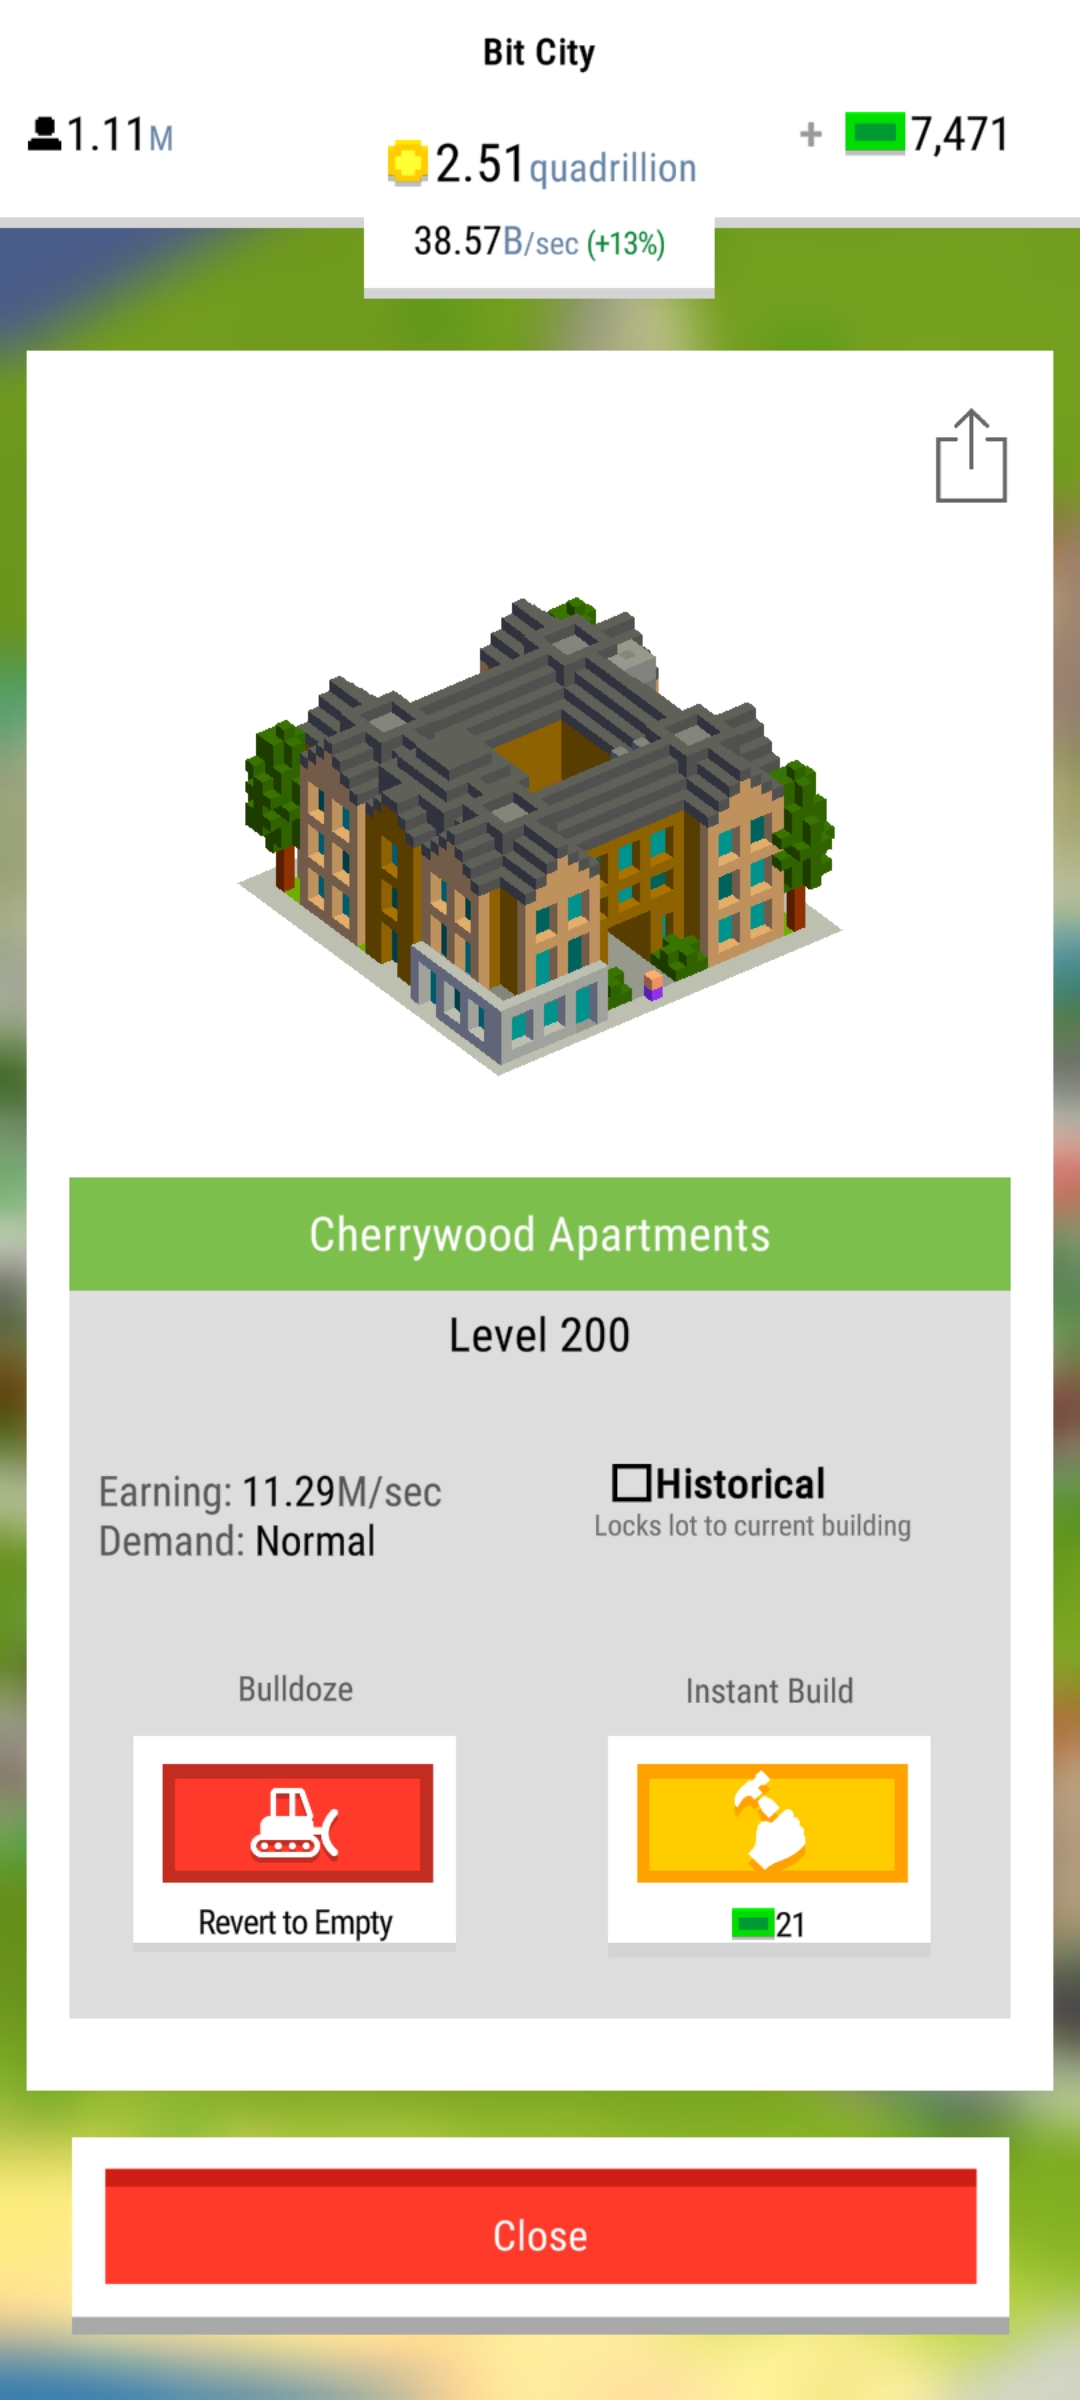 Bit City
1.11M
2.51quadrillion
+ 7,471
38.57B/sec (+13%)
Cherrywood Apartments
Level 200
Earning: 11.29M/sec
Demand: Normal
Historical
Locks lot to current building
Bulldoze
Revert to Empty
Instant Build
21
Close